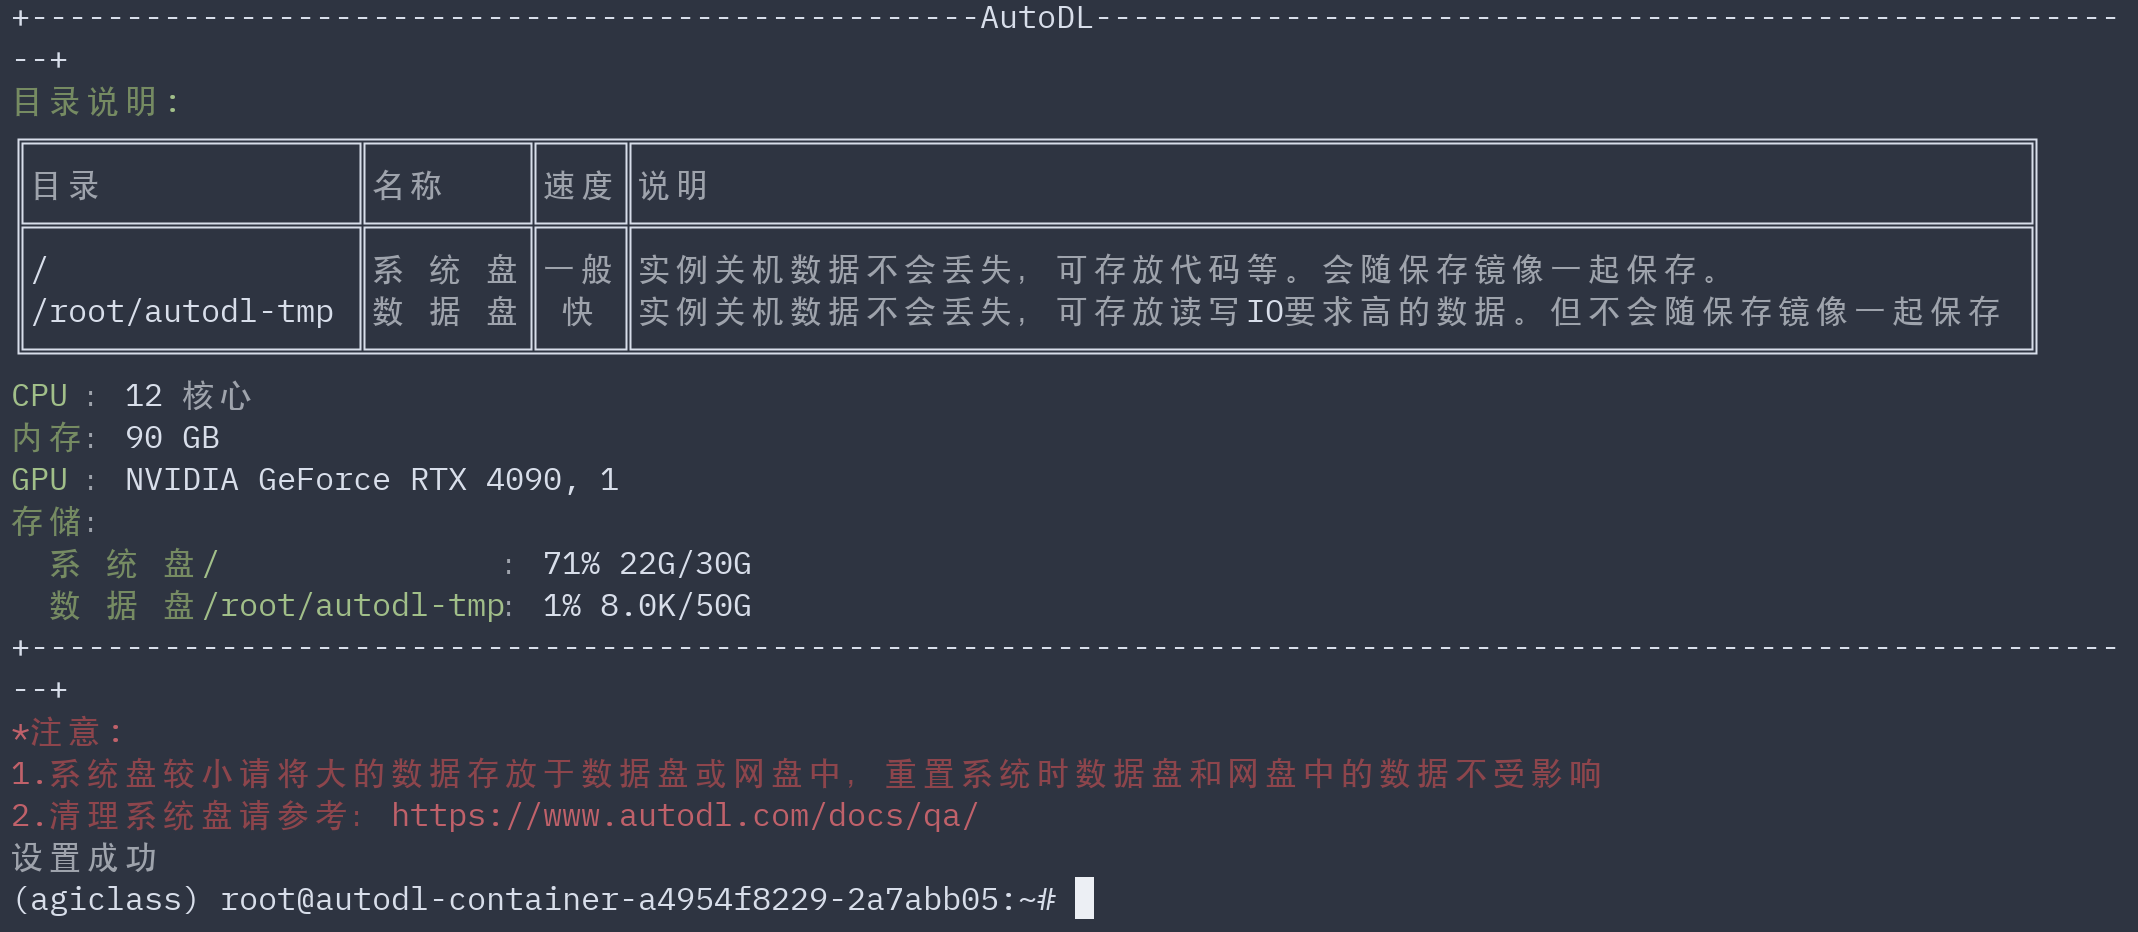 +--------------------------------------------------AutoDL------------------------------------------------------
--+
目录说明:
目录 名称 速度 说明
/ 系 统 盘 一般 实例关机数据不会丢失，可存放代码等。会随保存镜像一起保存。
/root/autodl-tmp 数 据 盘 快 实例关机数据不会丢失，可存放读写IO要求高的数据。但不会随保存镜像一起保存
CPU ： 12 核心
内存： 90 GB
GPU ： NVIDIA GeForce RTX 4090, 1
存储：
系 统 盘/ ： 71% 22G/30G
数 据 盘/root/autodl-tmp： 1% 8.0K/50G
+--------------------------------------------------------------------------------------------------------------
--+
*注意:
1.系统盘较小请将大的数据存放于数据盘或网盘中，重置系统时数据盘和网盘中的数据不受影响
2.清理系统盘请参考：https://www.autodl.com/docs/qa/
设置成功
(agiclass) root@autodl-container-a4954f8229-2a7abb05:~#